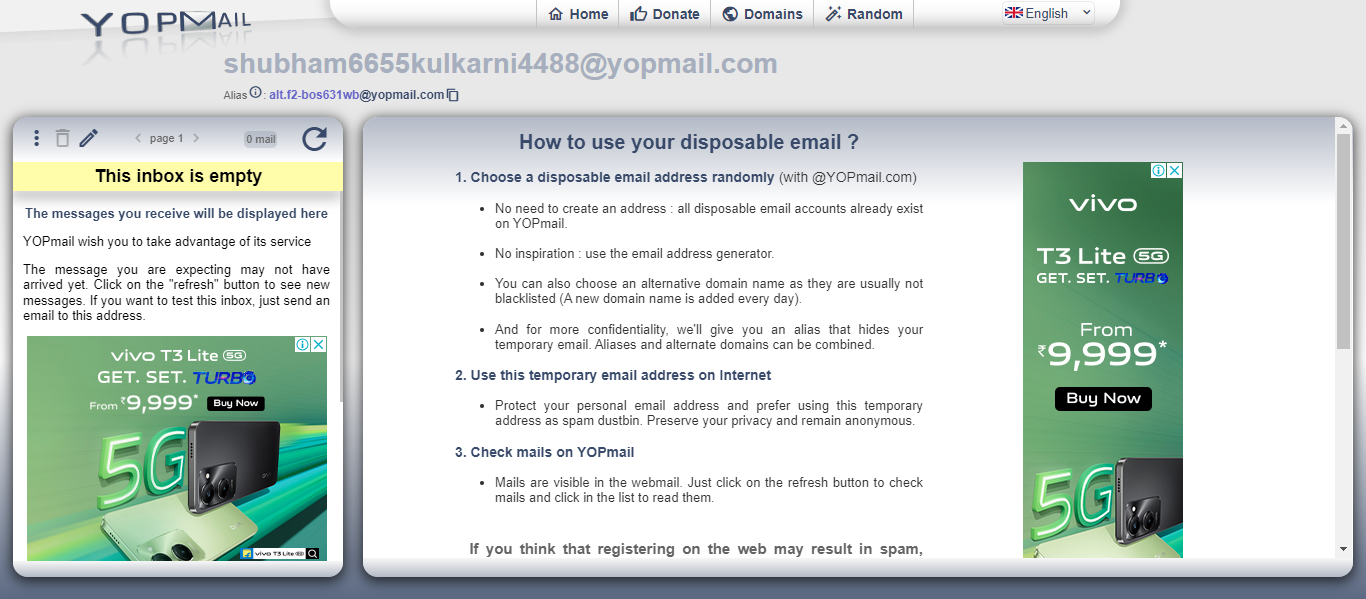 YOPMAIL
Home
Donate
Domains
Random
English
shubham6655kulkarni4488@yopmail.com
Alias : alt.f2-bos631wb@yopmail.com
page 1
0 mail
This inbox is empty
The messages you receive will be displayed here
YOPmail wish you to take advantage of its service
The message you are expecting may not have
arrived yet. Click on the "refresh" button to see new
messages. If you want to test this inbox, just send an
email to this address.
vivo T3 Lite 5G
GET. SET. TURBO
From ₹9,999*
Buy Now
5G
vivo T3 Lite 5G
How to use your disposable email ?
1. Choose a disposable email address randomly (with @YOPmail.com)
• No need to create an address : all disposable email accounts already exist
on YOPmail.
• No inspiration : use the email address generator.
• You can also choose an alternative domain name as they are usually not
blacklisted (A new domain name is added every day).
• And for more confidentiality, we'll give you an alias that hides your
temporary email. Aliases and alternate domains can be combined.
2. Use this temporary email address on Internet
• Protect your personal email address and prefer using this temporary
address as spam dustbin. Preserve your privacy and remain anonymous.
3. Check mails on YOPmail
• Mails are visible in the webmail. Just click on the refresh button to check
mails and click in the list to read them.
If you think that registering on the web may result in spam,
vivo
T3 Lite 5G
GET. SET. TURBO
From
₹9,999*
Buy Now
5G